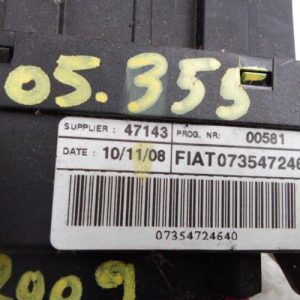 05.355
SUPPLIER : 47143 PROG. NR: 00581
DATE : 10/11/08 FIAT073547246
07354724640
2009